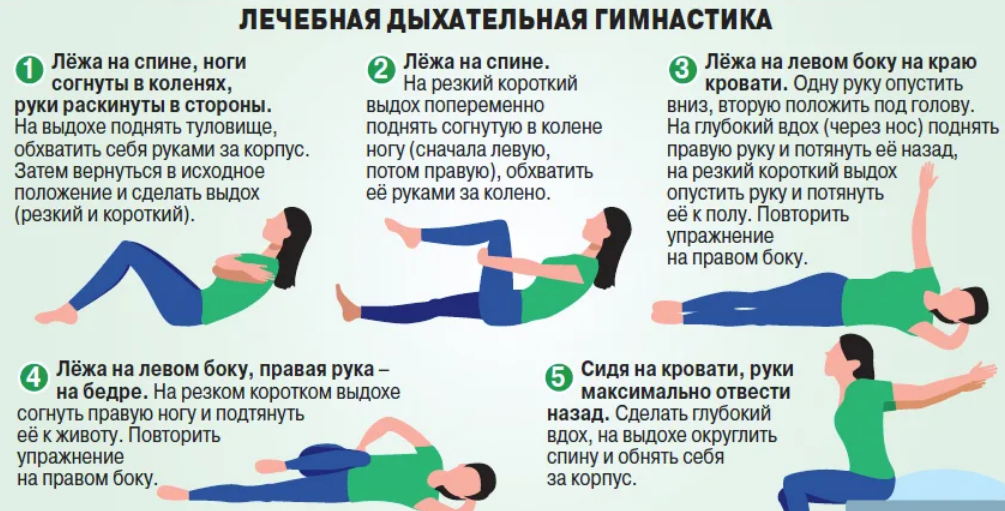 ЛЕЧЕБНАЯ ДЫХАТЕЛЬНАЯ ГИМНАСТИКА
1 Лёжа на спине, ноги
согнуты в коленях,
руки раскинуты в стороны.
На выдохе поднять туловище,
обхватить себя руками за корпус.
Затем вернуться в исходное
положение и сделать выдох
(резкий и короткий).
2 Лёжа на спине.
На резкий короткий
выдох попеременно
поднять согнутую в колене
ногу (сначала левую,
потом правую), обхватить
её руками за колено.
3 Лёжа на левом боку на краю
кровати. Одну руку опустить
вниз, вторую положить под голову.
На глубокий вдох (через нос) поднять
правую руку и потянуть её назад,
на резкий короткий выдох
опустить руку и потянуть
её к полу. Повторить
упражнение
на правом боку.
4 Лёжа на левом боку, правая рука –
на бедре. На резком коротком выдохе
согнуть правую ногу и подтянуть
её к животу. Повторить
упражнение
на правом боку.
5 Сидя на кровати, руки
максимально отвести
назад. Сделать глубокий
вдох, на выдохе округлить
спину и обнять себя
за корпус.